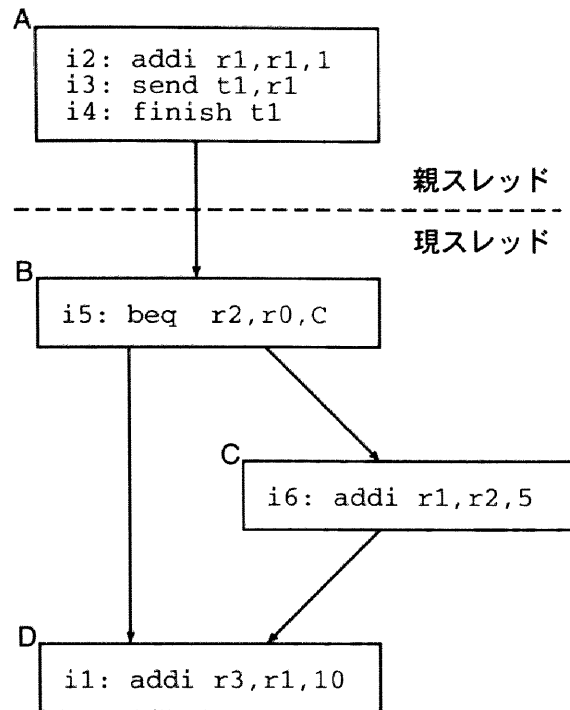 A
i2: addi r1,r1,1
i3: send t1,r1
i4: finish t1
親スレッド
現スレッド
B
i5: beq  r2,r0,C
C
i6: addi r1,r2,5
D
i1: addi r3,r1,10